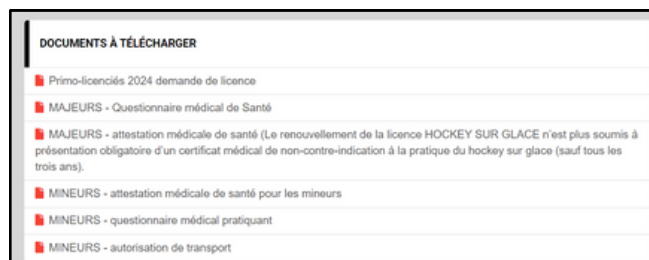 DOCUMENTS À TÉLÉCHARGER
Primo-licenciés 2024 demande de licence
MAJEURS - Questionnaire médical de Santé
MAJEURS - attestation médicale de santé (Le renouvellement de la licence HOCKEY SUR GLACE n'est plus soumis à
présentation obligatoire d'un certificat médical de non-contre-indication à la pratique du hockey sur glace (sauf tous les
trois ans).
MINEURS - attestation médicale de santé pour les mineurs
MINEURS - questionnaire médical pratiquant
MINEURS - autorisation de transport